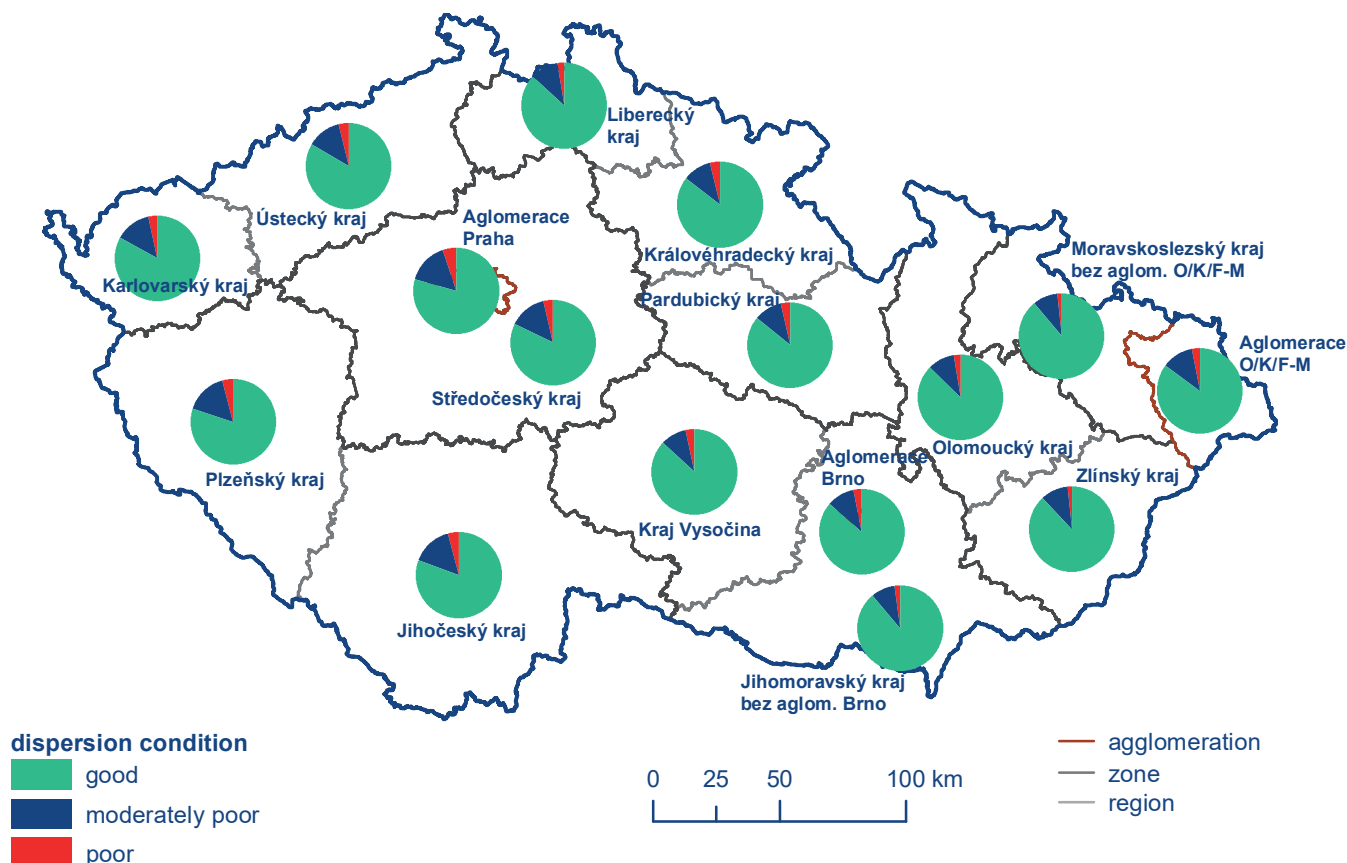 Liberecký
kraj
Ústecký kraj
Aglomerace
Praha
Královéhradecký kraj
Moravskoslezský kraj
bez aglom. O/K/F-M
Karlovarský kraj
Pardubický kraj
Aglomerace
O/K/F-M
Středočeský kraj
Olomoucký kraj
Aglomerace
Brno
Plzeňský kraj
Zlínský kraj
Kraj Vysočina
Jihočeský kraj
Jihomoravský kraj
bez aglom. Brno
dispersion condition
good
moderately poor
poor
0 25 50 100 km
agglomeration
zone
region